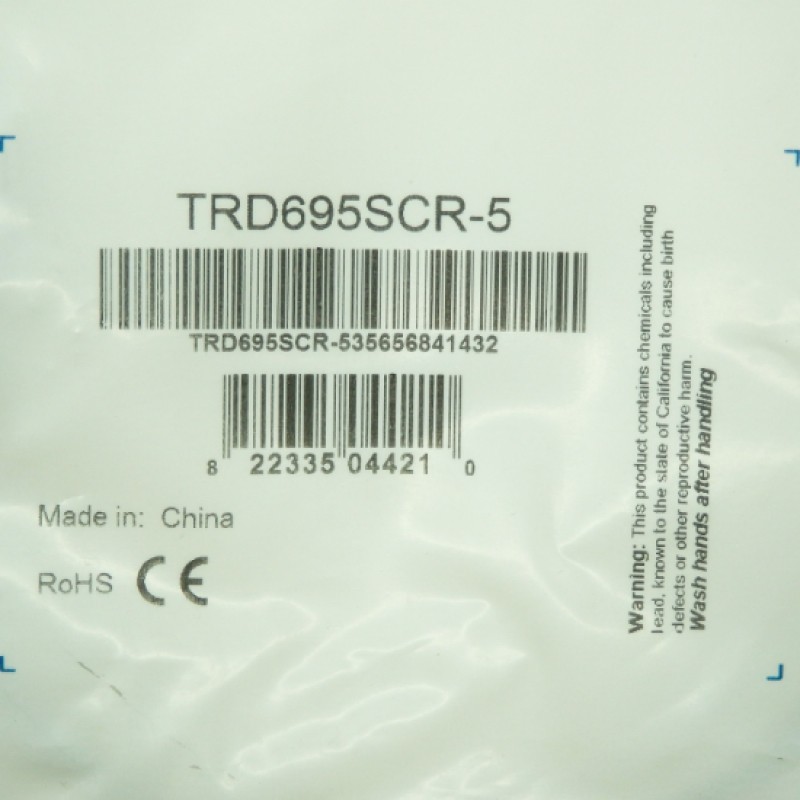 TRD695SCR-5
TRD695SCR-535656841432
8 22335 04421 0
Made in: China
RoHS CE
Warning: This product contains chemicals including
lead, known to the state of California to cause birth
defects or other reproductive harm.
Wash hands after handling